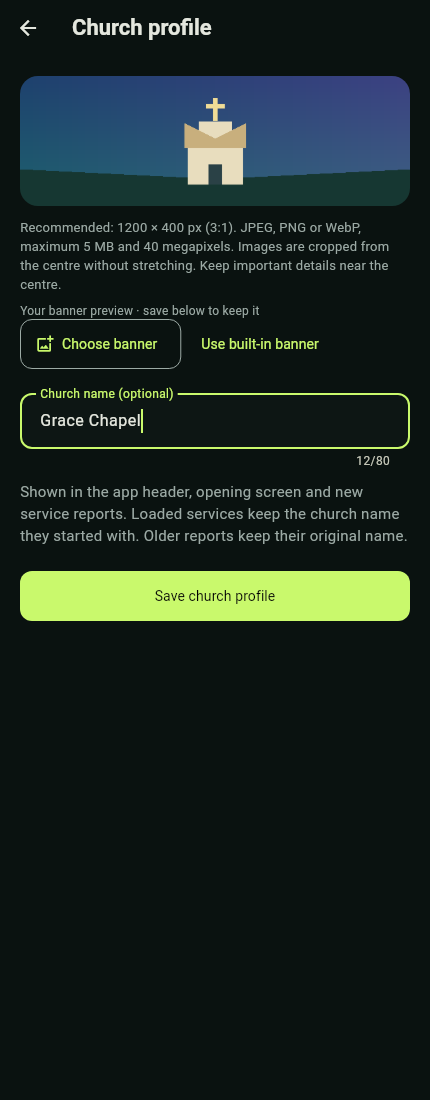 Church profile
Recommended: 1200 × 400 px (3:1). JPEG, PNG or WebP,
maximum 5 MB and 40 megapixels. Images are cropped from
the centre without stretching. Keep important details near the
centre.
Your banner preview · save below to keep it
Choose banner
Use built-in banner
Church name (optional)
Grace Chapel
12/80
Shown in the app header, opening screen and new
service reports. Loaded services keep the church name
they started with. Older reports keep their original name.
Save church profile